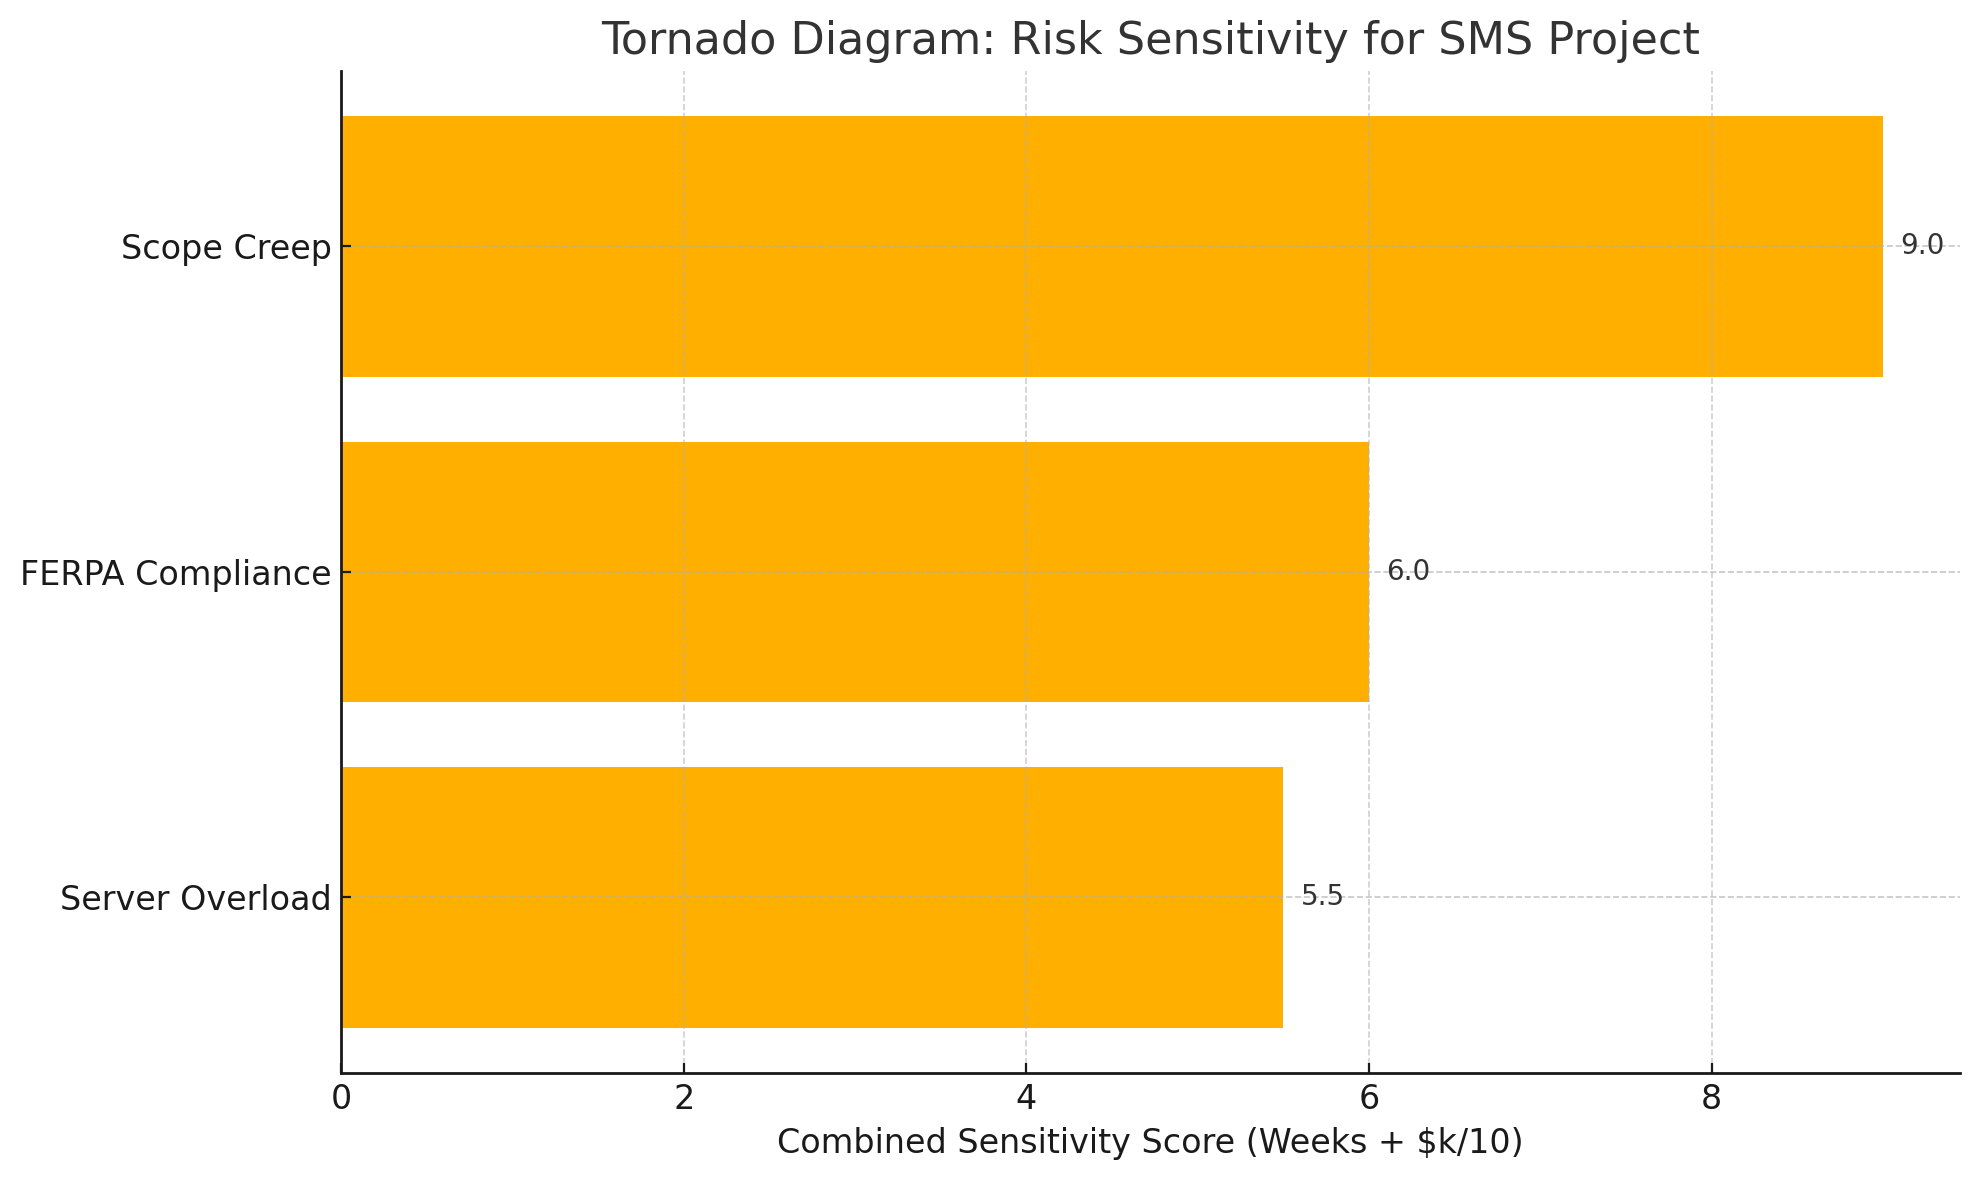 Tornado Diagram: Risk Sensitivity for SMS Project
Scope Creep
9.0
FERPA Compliance
6.0
Server Overload
5.5
0 2 4 6 8
Combined Sensitivity Score (Weeks + $k/10)